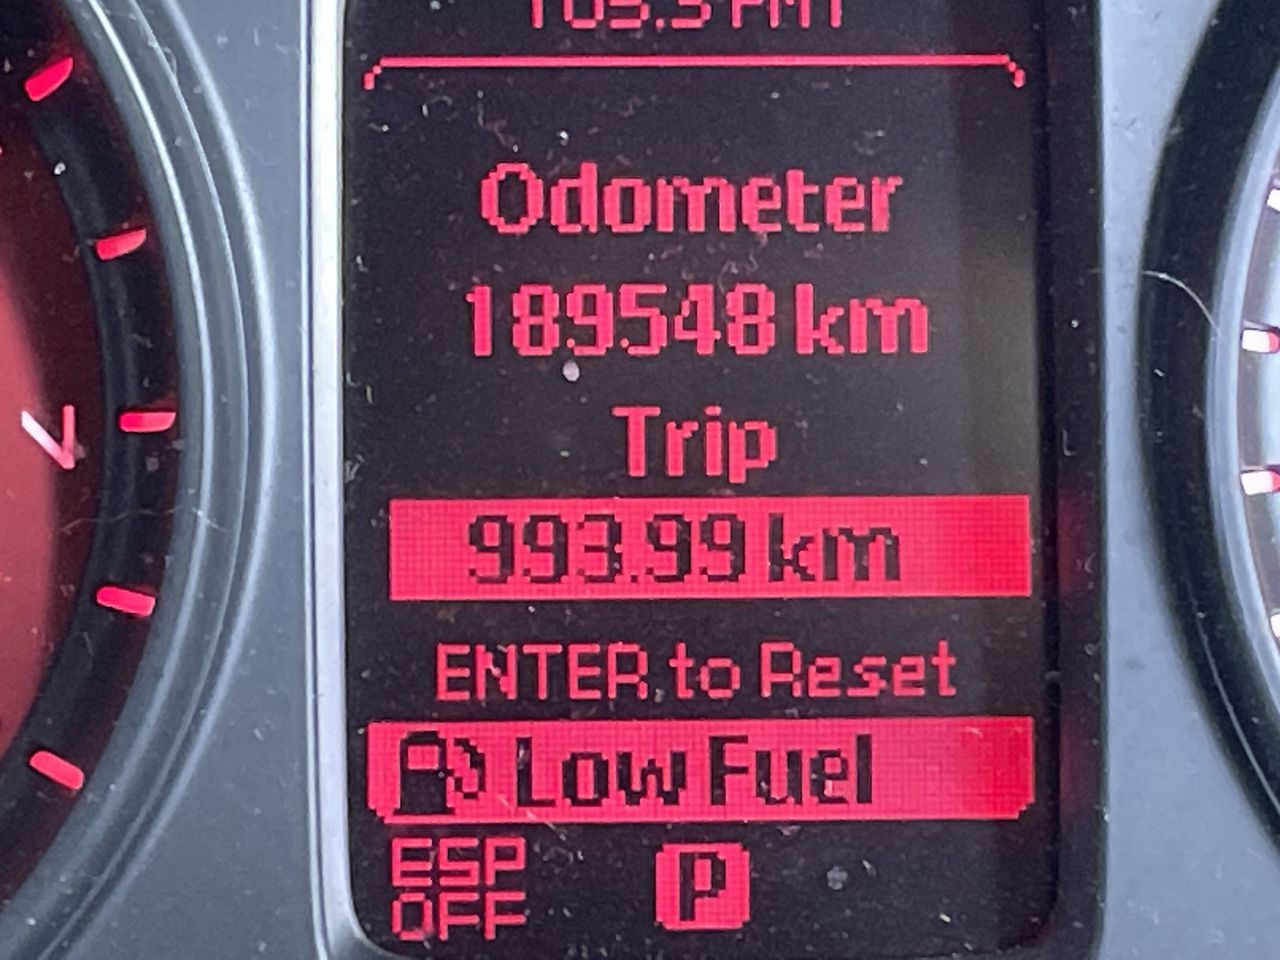 Odometer
189548 km
Trip
993.99 km
ENTER to Reset
Low Fuel
ESP
OFF
P